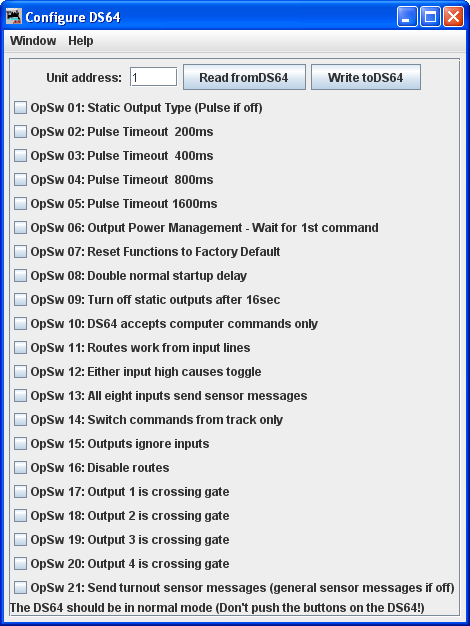 Configure DS64
Window Help
Unit address: 1 Read fromDS64 Write toDS64
OpSw 01: Static Output Type (Pulse if off)
OpSw 02: Pulse Timeout  200ms
OpSw 03: Pulse Timeout  400ms
OpSw 04: Pulse Timeout  800ms
OpSw 05: Pulse Timeout 1600ms
OpSw 06: Output Power Management - Wait for 1st command
OpSw 07: Reset Functions to Factory Default
OpSw 08: Double normal startup delay
OpSw 09: Turn off static outputs after 16sec
OpSw 10: DS64 accepts computer commands only
OpSw 11: Routes work from input lines
OpSw 12: Either input high causes toggle
OpSw 13: All eight inputs send sensor messages
OpSw 14: Switch commands from track only
OpSw 15: Outputs ignore inputs
OpSw 16: Disable routes
OpSw 17: Output 1 is crossing gate
OpSw 18: Output 2 is crossing gate
OpSw 19: Output 3 is crossing gate
OpSw 20: Output 4 is crossing gate
OpSw 21: Send turnout sensor messages (general sensor messages if off)
The DS64 should be in normal mode (Don't push the buttons on the DS64!)